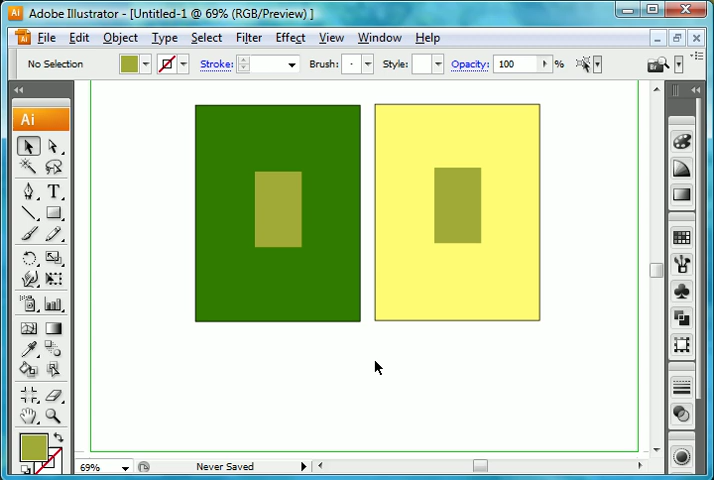 Adobe Illustrator - [Untitled-1 @ 69% (RGB/Preview) ]
File Edit Object Type Select Filter Effect View Window Help
No Selection Stroke: Brush: Style: Opacity: 100 %
Ai
T
69% Never Saved